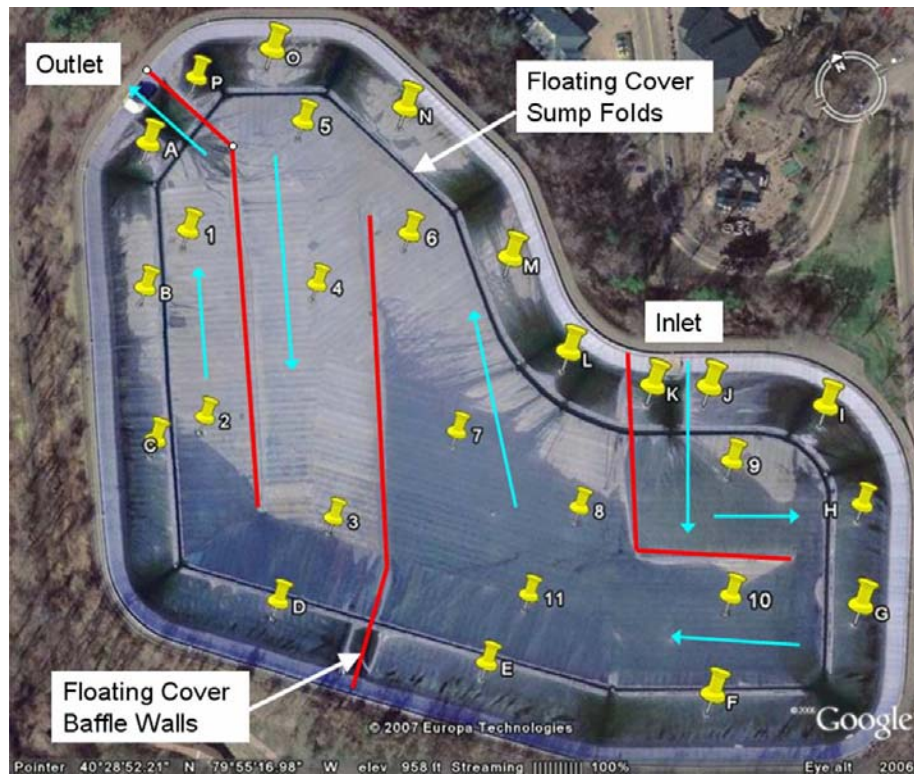 Outlet
P
O
Floating Cover
Sump Folds
N
A
5
N
1
6
M
B
4
Inlet
L
K
J
I
2
7
C
9
3
8
H
D
11
10
G
E
F
Floating Cover
Baffle Walls
© 2007 Europa Technologies
©2006 Google
Pointer 40°28'52.21" N 79°55'16.98" W elev 958 ft Streaming |||||||||| 100% Eye alt 2006